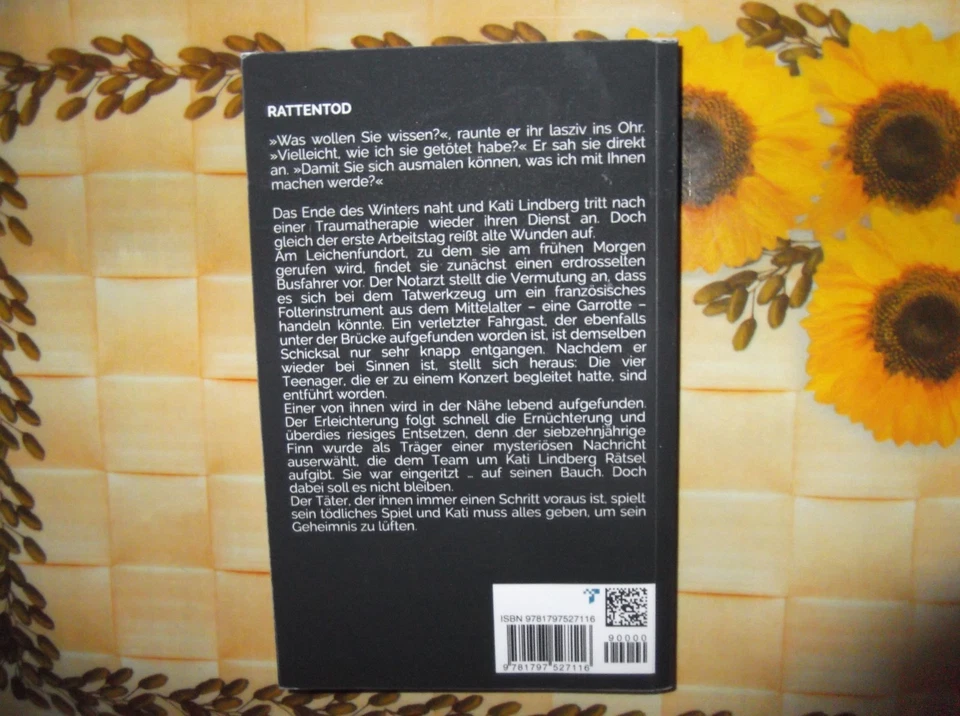 RATTENTOD
»Was wollen Sie wissen?«, raunte er ihr lasziv ins Ohr.
»Vielleicht, wie ich sie getötet habe?« Er sah sie direkt
an. »Damit Sie sich ausmalen können, was ich mit Ihnen
machen werde?«
Das Ende des Winters naht und Kati Lindberg tritt nach
einer Traumatherapie wieder ihren Dienst an. Doch
gleich der erste Arbeitstag reißt alte Wunden auf.
Am Leichenfundort, zu dem sie am frühen Morgen
gerufen wird, findet sie zunächst einen erdrosselten
Busfahrer vor. Der Notarzt stellt die Vermutung an, dass
es sich bei dem Tatwerkzeug um ein französisches
Folterinstrument aus dem Mittelalter – eine Garrotte –
handeln könnte. Ein verletzter Fahrgast, der ebenfalls
unter der Brücke aufgefunden worden ist, ist demselben
Schicksal nur sehr knapp entgangen. Nachdem er
wieder bei Sinnen ist, stellt sich heraus: Die vier
Teenager, die er zu einem Konzert begleitet hatte, sind
entführt worden.
Einer von ihnen wird in der Nähe lebend aufgefunden.
Der Erleichterung folgt schnell die Ernüchterung und
überdies riesiges Entsetzen, denn der siebzehnjährige
Finn wurde als Träger einer mysteriösen Nachricht
auserwählt, die dem Team um Kati Lindberg Rätsel
aufgibt. Sie war eingeritzt ... auf seinen Bauch. Doch
dabei soll es nicht bleiben.
Der Täter, der ihnen immer einen Schritt voraus ist, spielt
sein tödliches Spiel und Kati muss alles geben, um sein
Geheimnis zu lüften.
ISBN 9781797527116
90000
9 781797 527116